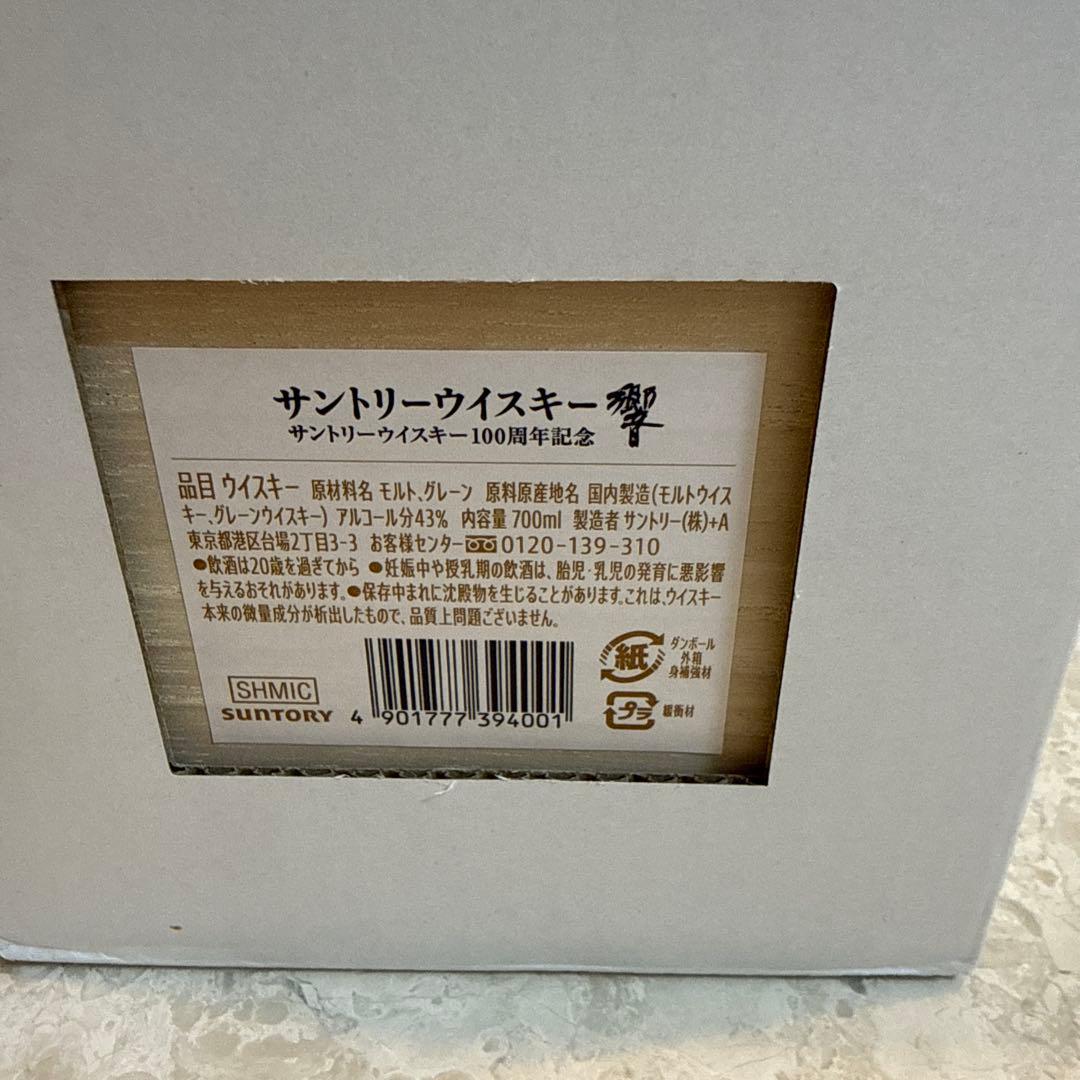 サントリーウイスキー 響
サントリーウイスキー100周年記念
品目 ウイスキー 原材料名 モルト、グレーン 原料原産地名 国内製造(モルトウイス
キー、グレーンウイスキー) アルコール分43% 内容量 700ml 製造者 サントリー(株)+A
東京都港区台場2丁目3-3 お客様センター 0120-139-310
●飲酒は20歳を過ぎてから ●妊娠中や授乳期の飲酒は、胎児・乳児の発育に悪影響
を与えるおそれがあります。●保存中まれに沈殿物を生じることがあります。これは、ウイスキー
本来の微量成分が析出したもので、品質上問題ございません。
SHMIC
SUNTORY
4 901777 394001
紙
ダンボール
外箱
身補強材
プラ
緩衝材